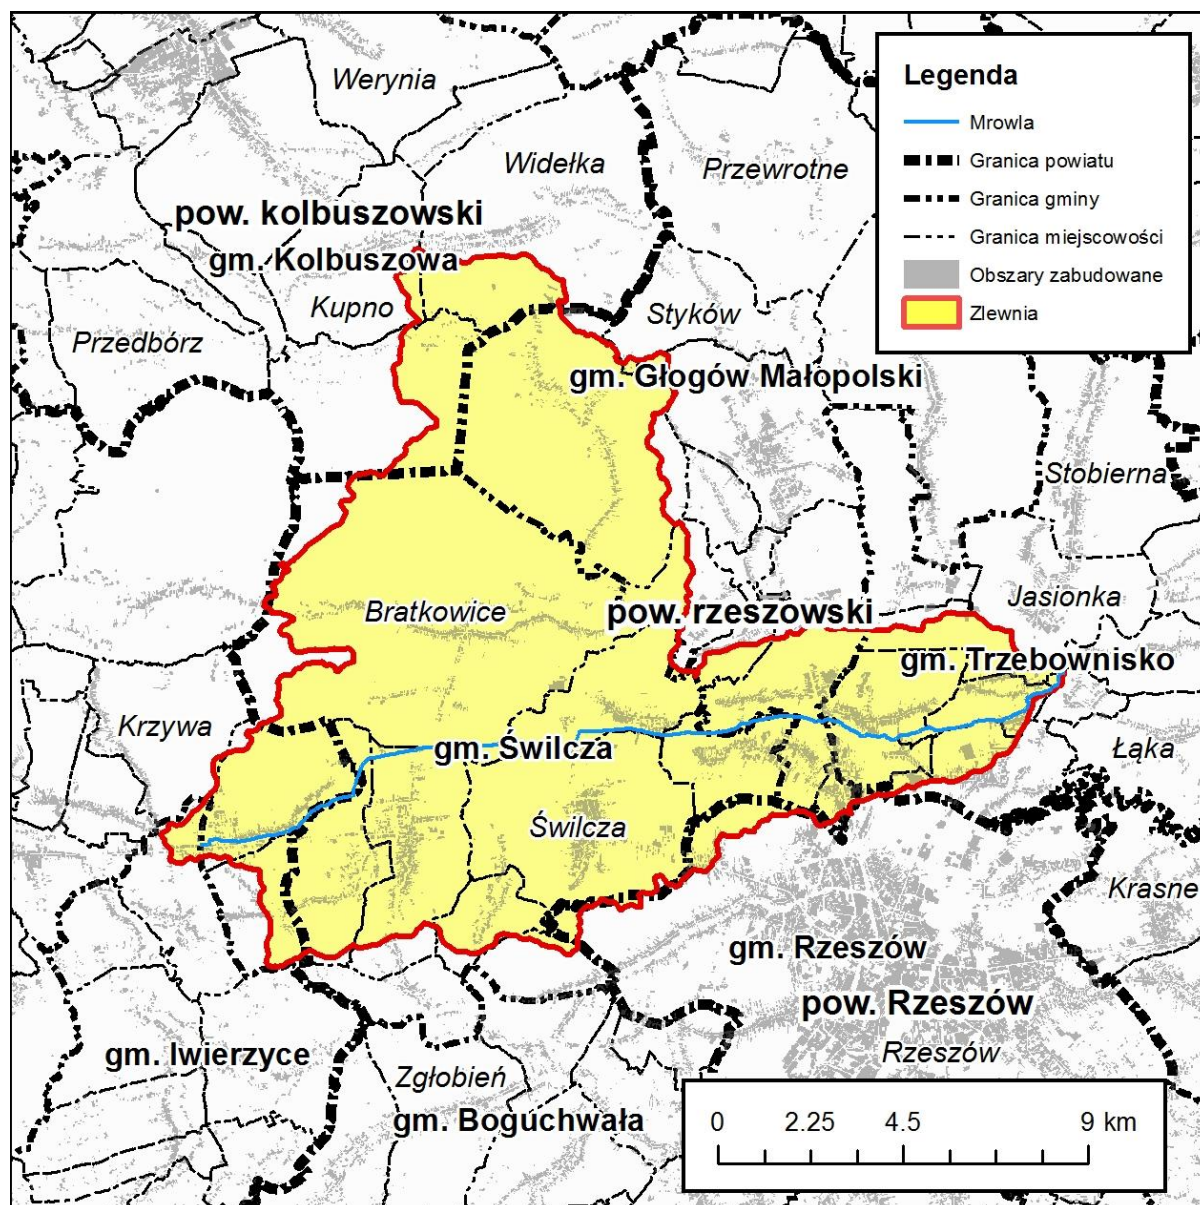 Werynia
Widełka
Przewrotne
pow. kolbuszowski
gm. Kolbuszowa
Kupno
Styków
Przedbórz
gm. Głogów Małopolski
Stobierna
Bratkowice
pow. rzeszowski
Jasionka
gm. Trzebownisko
Krzywa
gm. Świlcza
Łąka
Świlcza
Krasne
gm. Rzeszów
pow. Rzeszów
Rzeszów
gm. Iwierzyce
Zgłobień
gm. Boguchwała
Legenda
Mrowla
Granica powiatu
Granica gminy
Granica miejscowości
Obszary zabudowane
Zlewnia
0 2.25 4.5 9 km